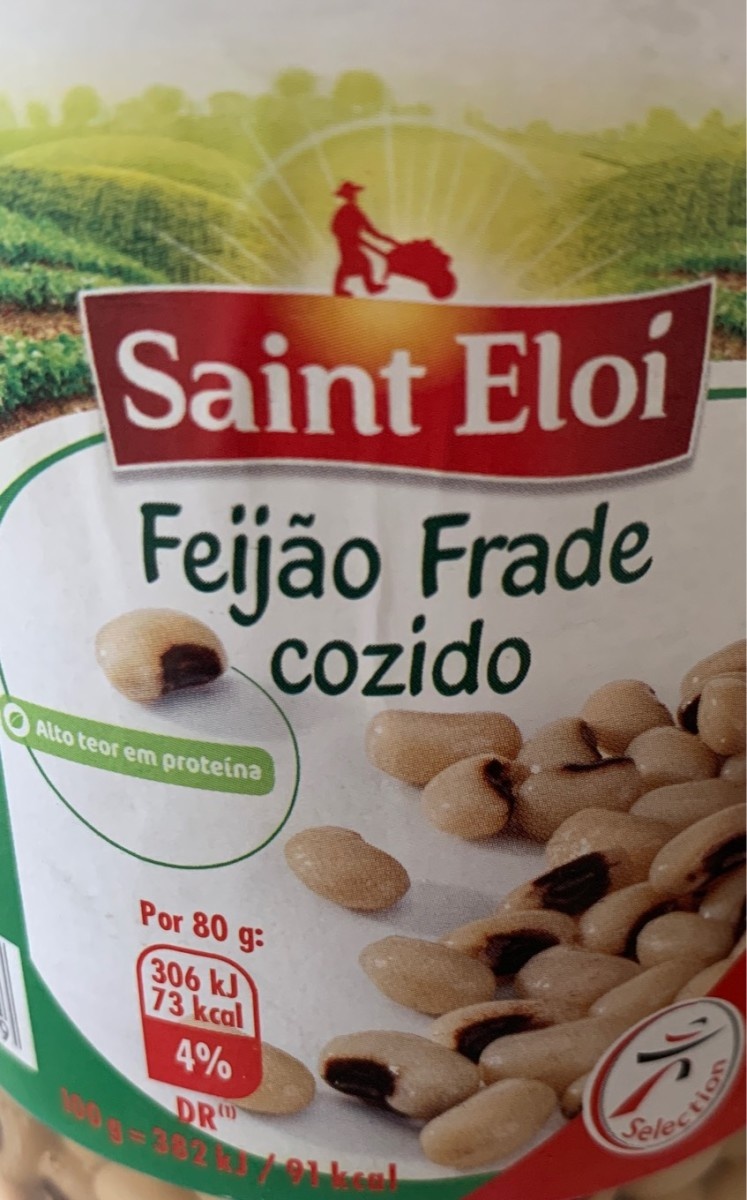 Saint Eloi
Feijão Frade
cozido
Alto teor em proteína
Por 80 g:
306 kJ
73 kcal
4%
DR(1)
100 g = 382 kJ / 91 kcal
Selection